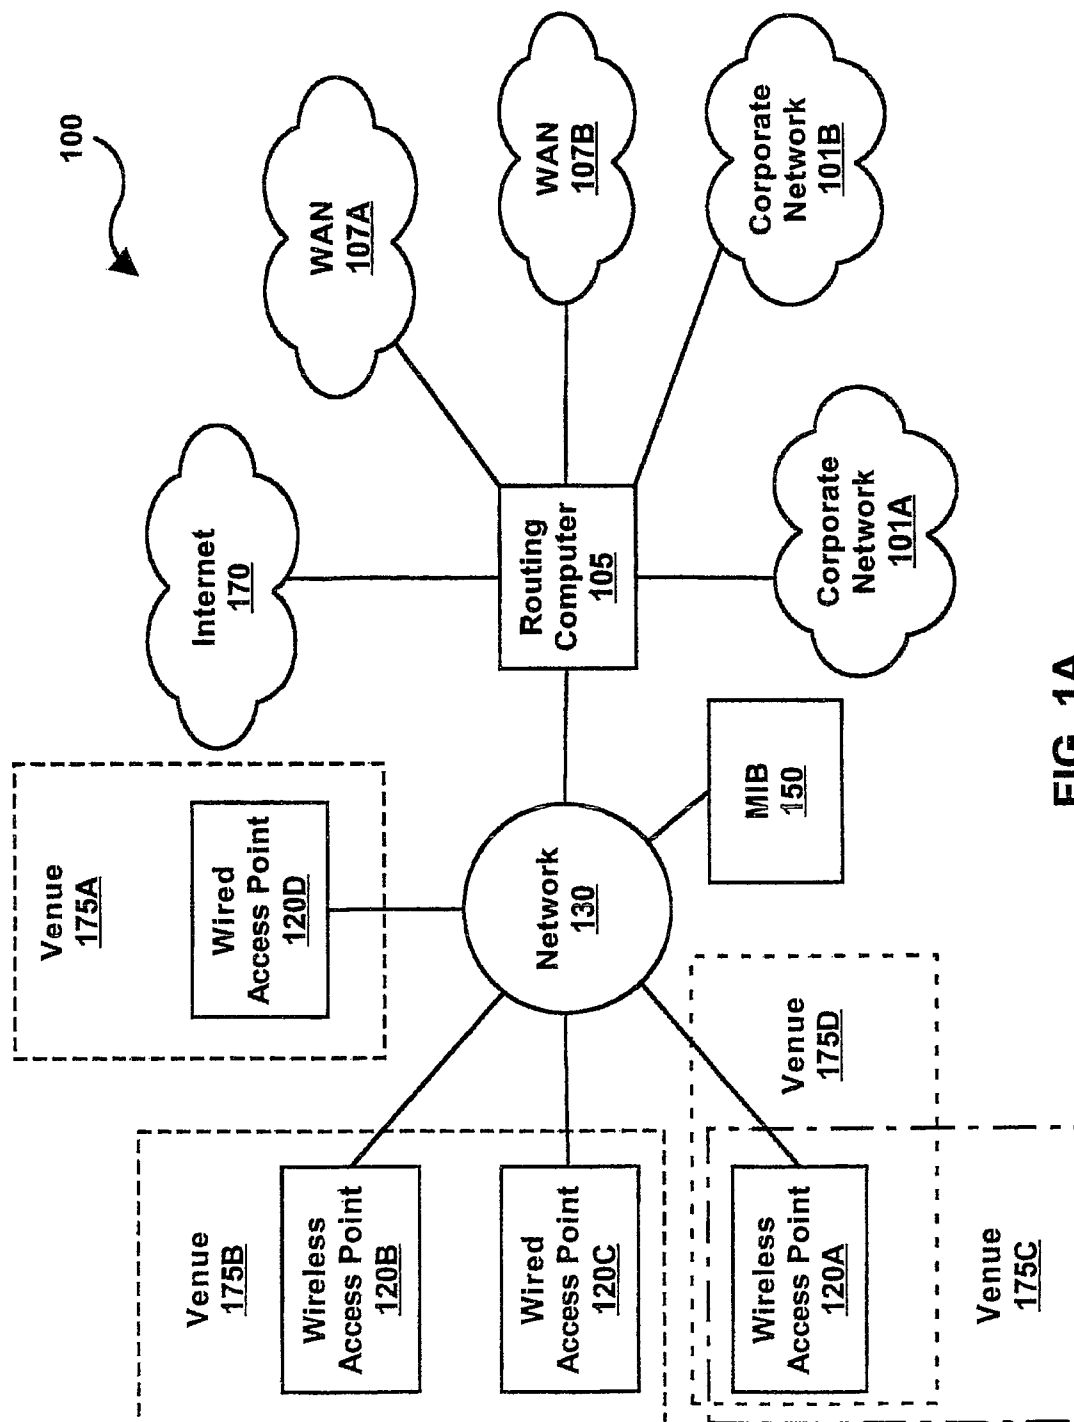 100
Venue
175A
Wired
Access Point
120D
Internet
170
WAN
107A
Venue
175B
Wireless
Access Point
120B
Wired
Access Point
120C
Network
130
Routing
Computer
105
WAN
107B
Wireless
Access Point
120A
Venue
175D
MIB
150
Corporate
Network
101A
Corporate
Network
101B
Venue
175C
FIG. 1A